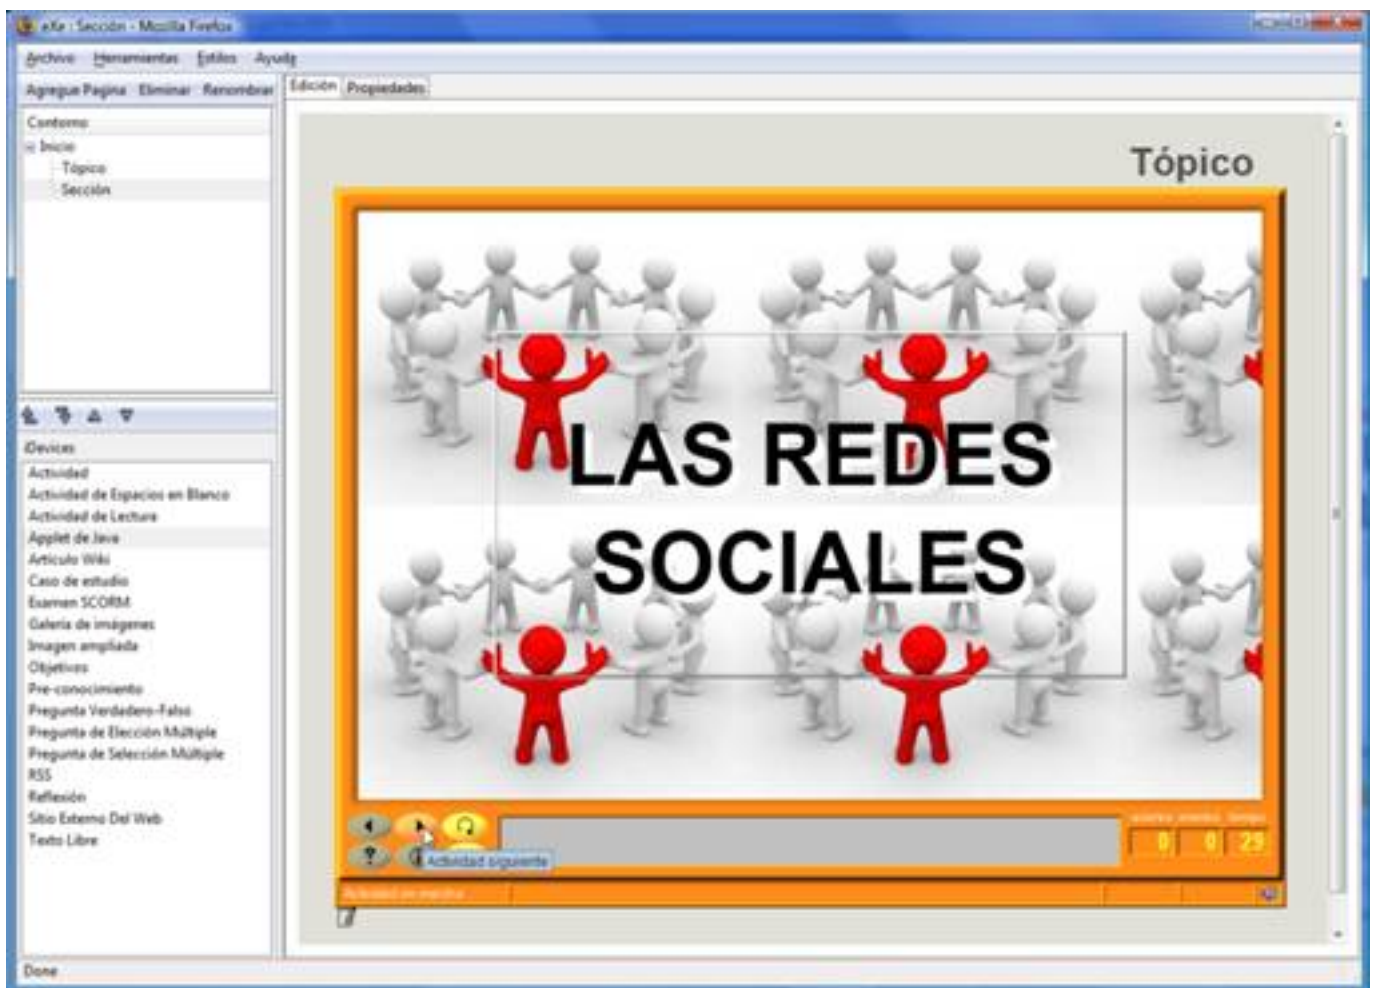 eXe : Sección - Mozilla Firefox
Archivo Herramientas Estilos Ayuda
Agregue Pagina Eliminar Renombrar
Edición Propiedades
Contorno
Inicio
Tópico
Sección
iDevices
Actividad
Actividad de Espacios en Blanco
Actividad de Lectura
Applet de Java
Artículo Wiki
Caso de estudio
Examen SCORM
Galería de imágenes
Imagen ampliada
Objetivos
Pre-conocimiento
Pregunta Verdadero-Falso
Pregunta de Elección Múltiple
Pregunta de Selección Múltiple
RSS
Reflexión
Sitio Externo Del Web
Texto Libre
Tópico
LAS REDES
SOCIALES
0 0 29
Actividad siguiente
Done